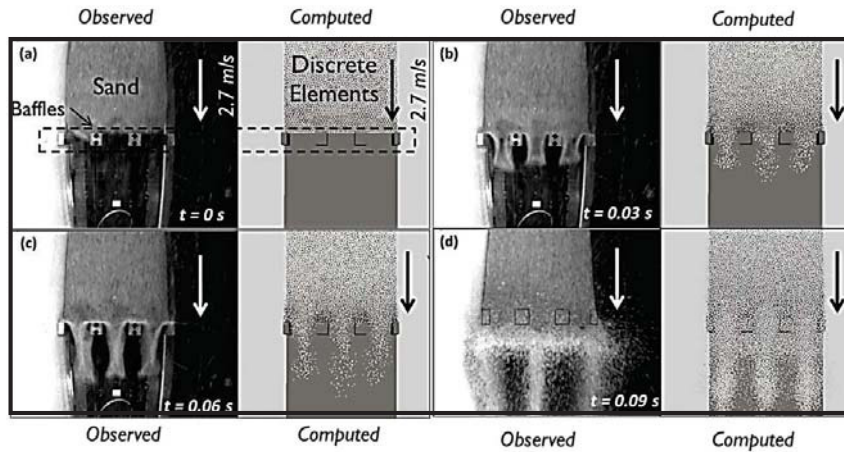 Observed
Computed
Observed
Computed
(a)
Sand
Baffles
2.7 m/s
t = 0 s
Discrete
Elements
2.7 m/s
(b)
t = 0.03 s
(c)
t = 0.06 s
(d)
t = 0.09 s
Observed
Computed
Observed
Computed